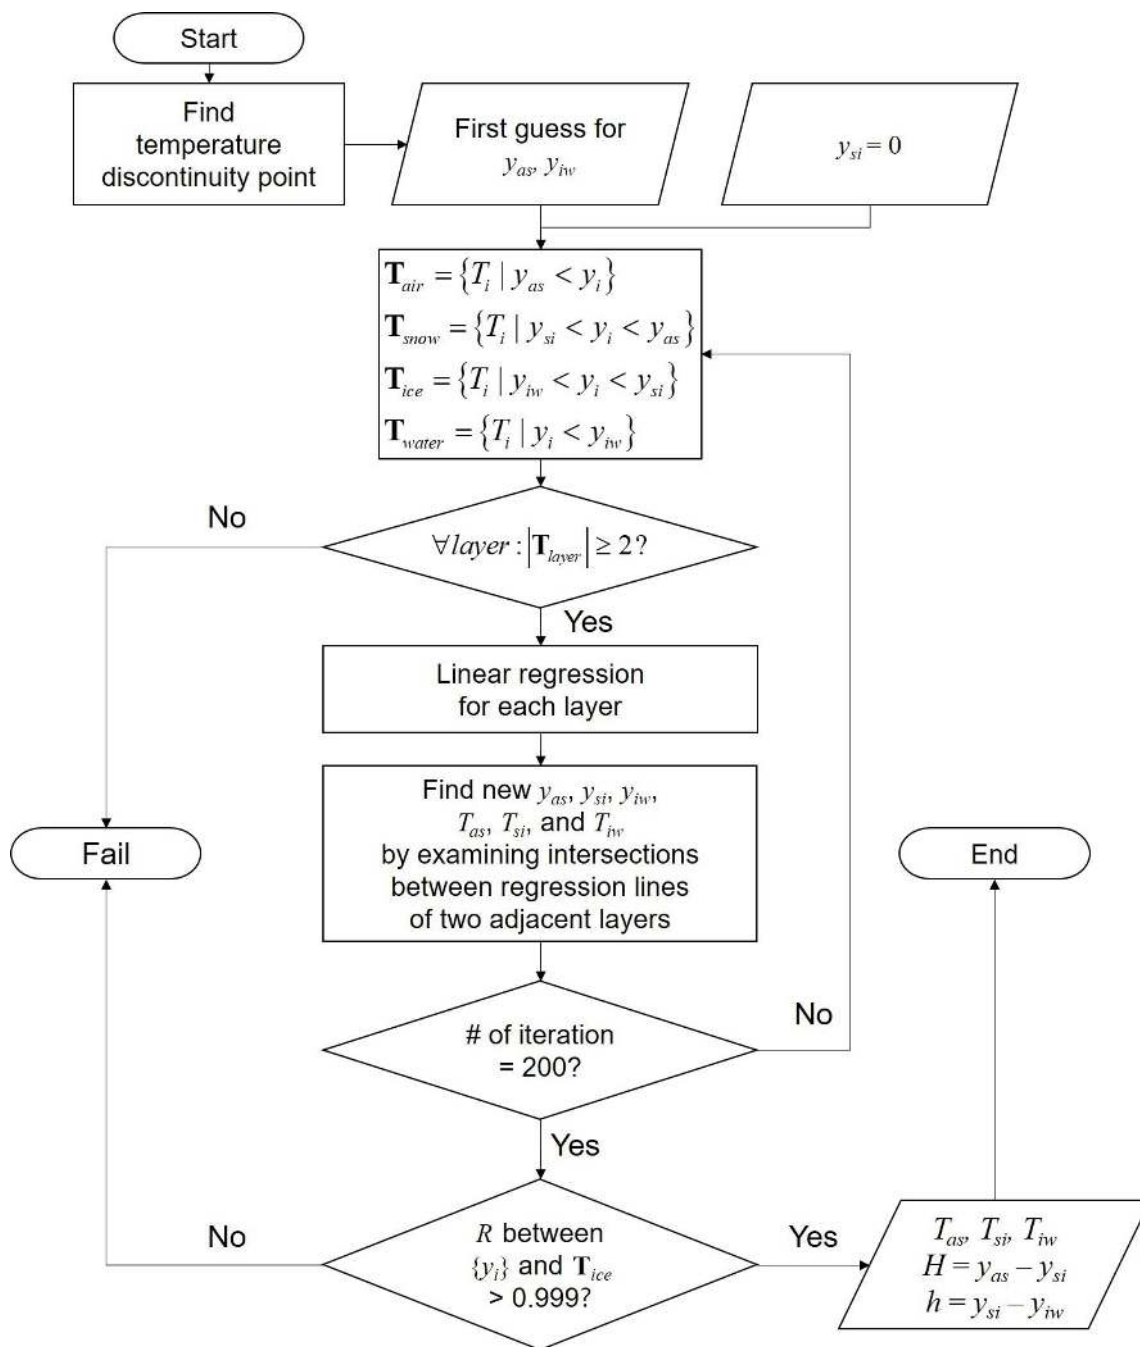 Start
Find
temperature
discontinuity point
First guess for
y_as, y_iw
y_si = 0
T_air = {T_i | y_as < y_i}
T_snow = {T_i | y_si < y_i < y_as}
T_ice = {T_i | y_iw < y_i < y_si}
T_water = {T_i | y_i < y_iw}
No
∀layer : |T_layer| ≥ 2?
Yes
Linear regression
for each layer
Find new y_as, y_si, y_iw,
T_as, T_si, and T_iw
by examining intersections
between regression lines
of two adjacent layers
Fail
End
# of iteration
= 200?
No
Yes
No
R between
{y_i} and T_ice
> 0.999?
Yes
T_as, T_si, T_iw
H = y_as – y_si
h = y_si – y_iw